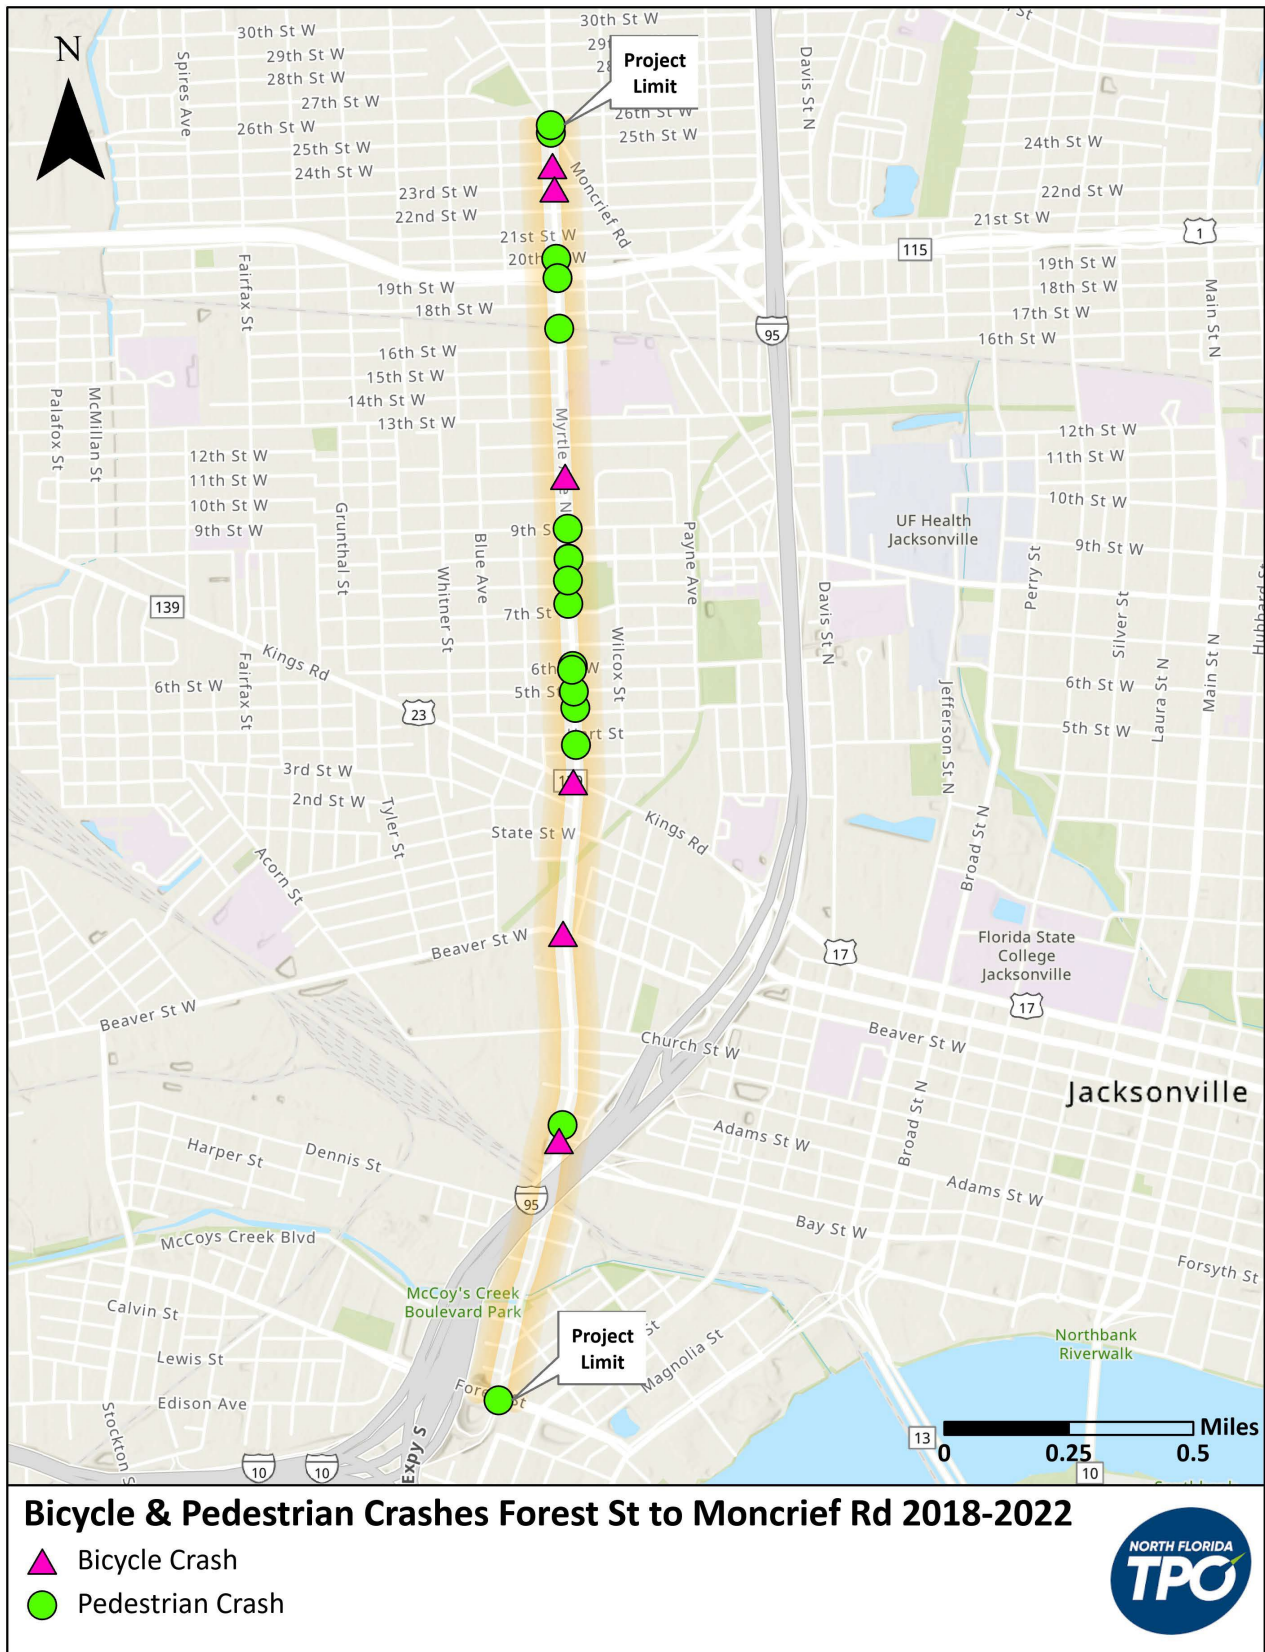 30th St W
30th St W
29th St W
28th St W
27th St W
26th St W
25th St W
24th St W
23rd St W
22nd St W
21st St W
20th
W
19th St W
18th St W
16th St W
15th St W
14th St W
13th St W
12th St W
11th St W
10th St W
9th St W
N
Spires Ave
Project
Limit
29
28
26th St W
25th St W
Davis St N
St
24th St W
22nd St W
21st St W
1
115
19th St W
18th St W
17th St W
16th St W
Main St N
Moncrief Rd
95
Fairfax St
Palafox St
McMillan St
Myrtle
e N
12th St W
11th St W
10th St W
9th St W
UF Health
Jacksonville
Perry St
Silver St
Hubbard St
Grunthal St
Blue Ave
Whitner St
9th S
7th St
Payne Ave
Wilcox St
Davis St N
139
Kings Rd
Fairfax St
6th St W
23
6th
W
5th S
rt St
6th St W
5th St W
Laura St N
Main St N
Jefferson St N
3rd St W
2nd St W
Tyler St
State St W
Kings Rd
Broad St N
Acorn St
Beaver St W
Beaver St W
17
Florida State
College
Jacksonville
17
Church St W
Beaver St W
Jacksonville
Broad St N
Adams St W
Adams St W
Harper St
Dennis St
95
Bay St W
McCoys Creek Blvd
Forsyth St
McCoy's Creek
Boulevard Park
Calvin St
Project
Limit
St
Magnolia St
Northbank
Riverwalk
Lewis St
Edison Ave
Fore
St
Stockton S
Expy S
10
10
13
10
Miles
0
0.25
0.5
Bicycle & Pedestrian Crashes Forest St to Moncrief Rd 2018-2022
Bicycle Crash
Pedestrian Crash
NORTH FLORIDA
TPO